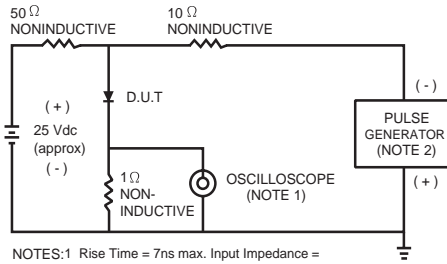 50 Ω
NONINDUCTIVE
10 Ω
NONINDUCTIVE
( + )
25 Vdc
(approx)
( - )
D.U.T
1Ω
NON-
INDUCTIVE
OSCILLOSCOPE
(NOTE 1)
( - )
PULSE
GENERATOR
(NOTE 2)
( + )
NOTES:1 Rise Time = 7ns max. Input Impedance =